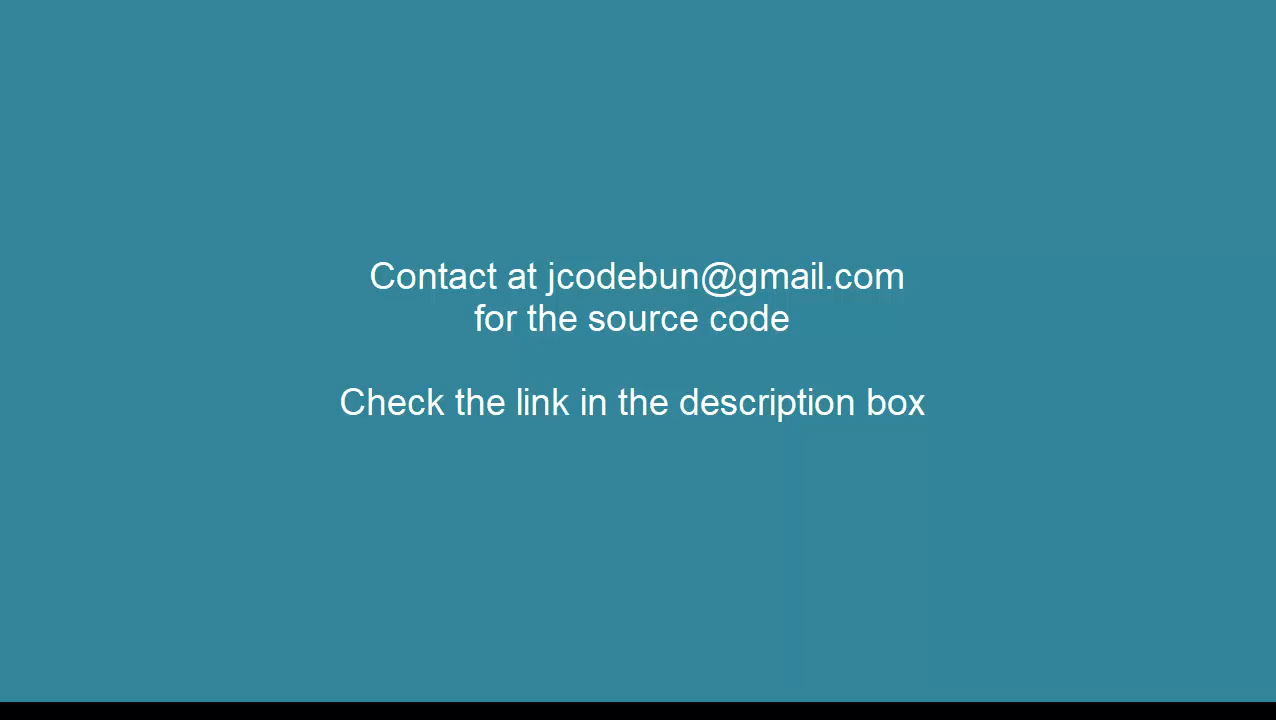 Contact at jcodebun@gmail.com
for the source code
Check the link in the description box